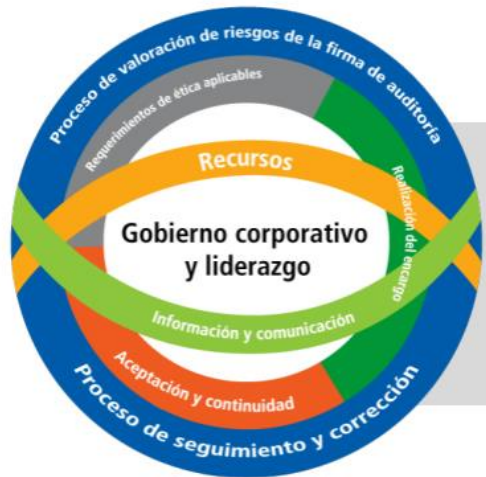 Proceso de valoración de riesgos de la firma de auditoría
Requerimientos de ética aplicables
Recursos
Realización del encargo
Gobierno corporativo
y liderazgo
Información y comunicación
Aceptación y continuidad
Proceso de seguimiento y corrección